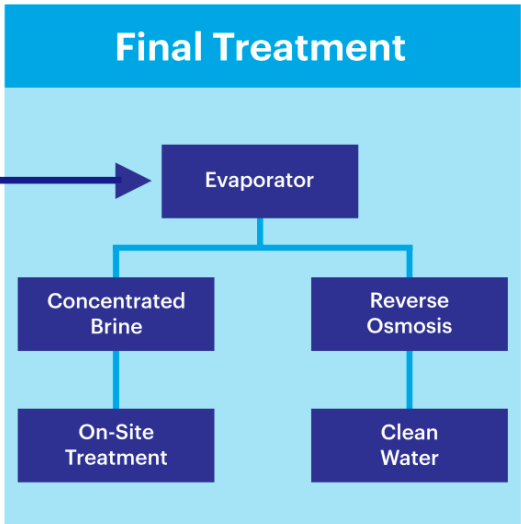 Final Treatment
Evaporator
Concentrated
Brine
Reverse
Osmosis
On-Site
Treatment
Clean
Water